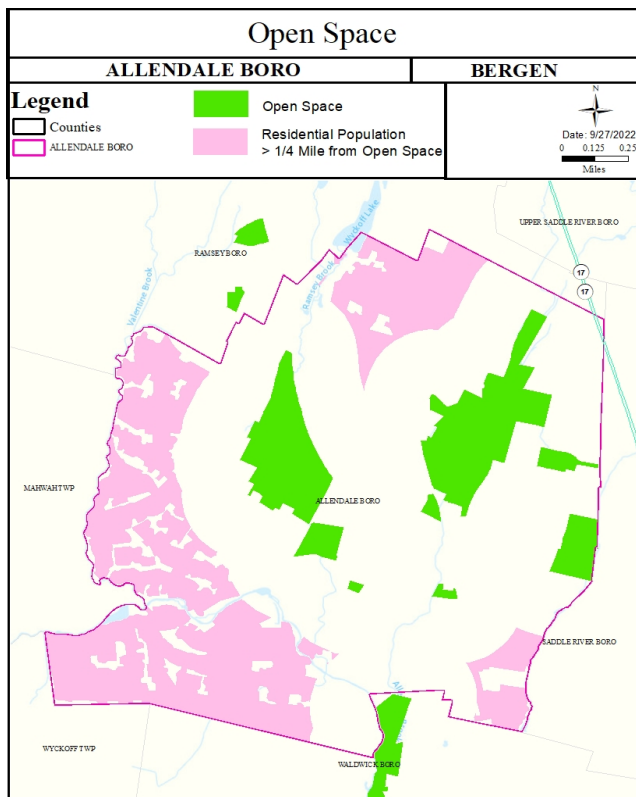 Open Space
ALLENDALE BORO
BERGEN
Legend
Counties
ALLENDALE BORO
Open Space
Residential Population
> 1/4 Mile from Open Space
N
Date: 9/27/2022
0 0.125 0.25
Miles
UPPER SADDLE RIVER BORO
Wyckoff Lake
RAMSEY BORO
17
17
Ramsey Brook
Valentine Brook
MAHWAH TWP
ALLENDALE BORO
SADDLE RIVER BORO
WYCKOFF TWP
WALDWICK BORO